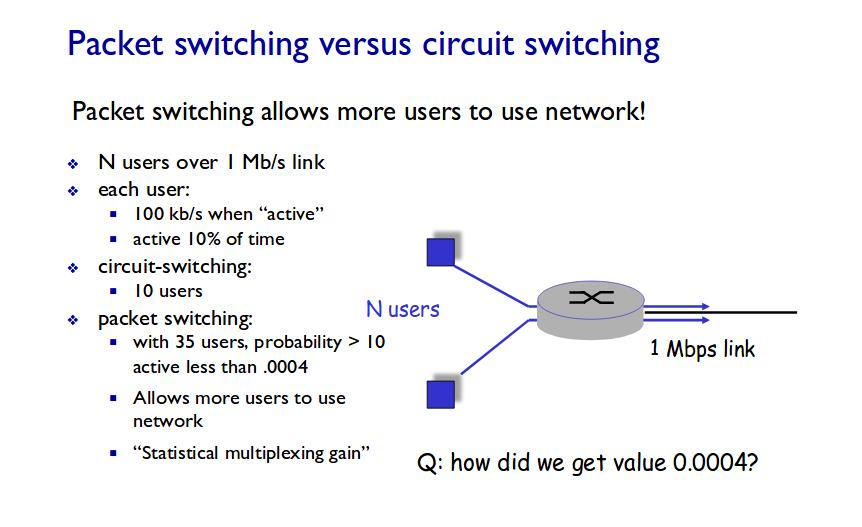 Packet switching versus circuit switching
Packet switching allows more users to use network!
N users over 1 Mb/s link
each user:
100 kb/s when “active”
active 10% of time
circuit-switching:
10 users
packet switching:
with 35 users, probability > 10
active less than .0004
Allows more users to use
network
“Statistical multiplexing gain”
N users
1 Mbps link
Q: how did we get value 0.0004?